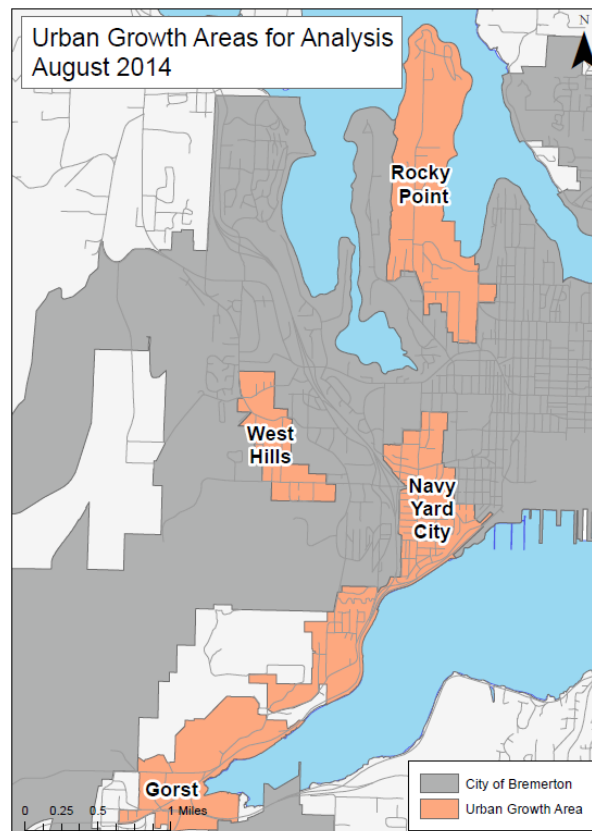 Urban Growth Areas for Analysis
August 2014
N
Rocky
Point
West
Hills
Navy
Yard
City
Gorst
0 0.25 0.5 1 Miles
City of Bremerton
Urban Growth Area